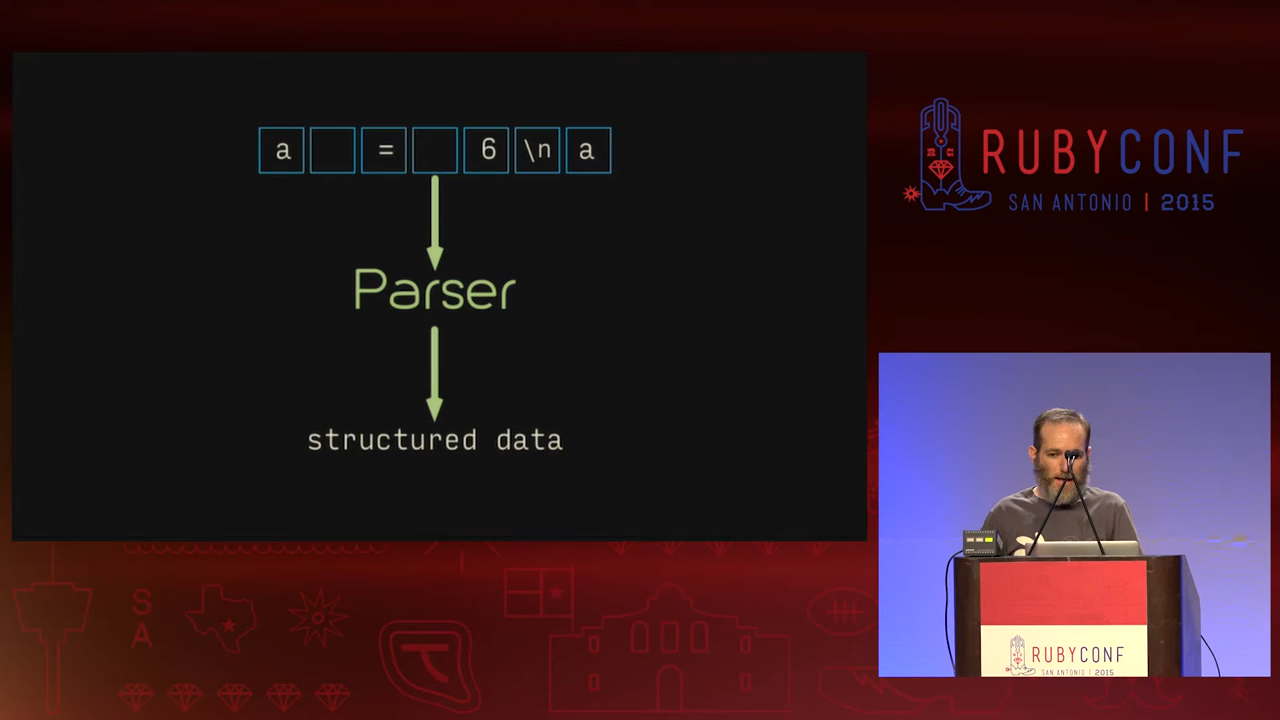 a = 6 \n a
Parser
structured data
RUBYCONF
SAN ANTONIO | 2015
S
A
RUBYCONF
SAN ANTONIO | 2015